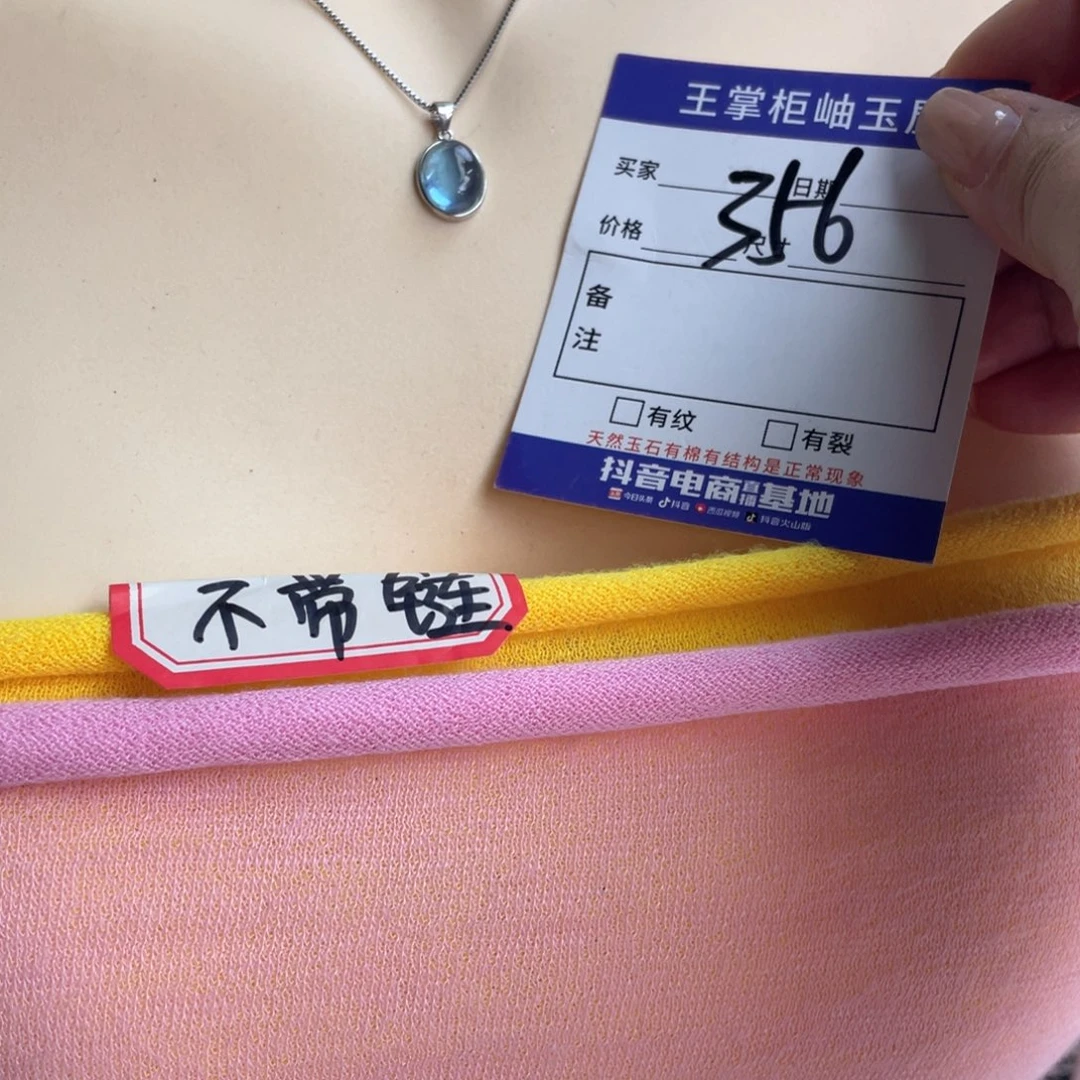 王掌柜岫玉
买家 日期
356
价格 尺寸
备
注
有纹 有裂
天然玉石有棉有结构是正常现象
抖音电商直播基地
今日头条 抖音 西瓜视频 抖音火山版
不带链